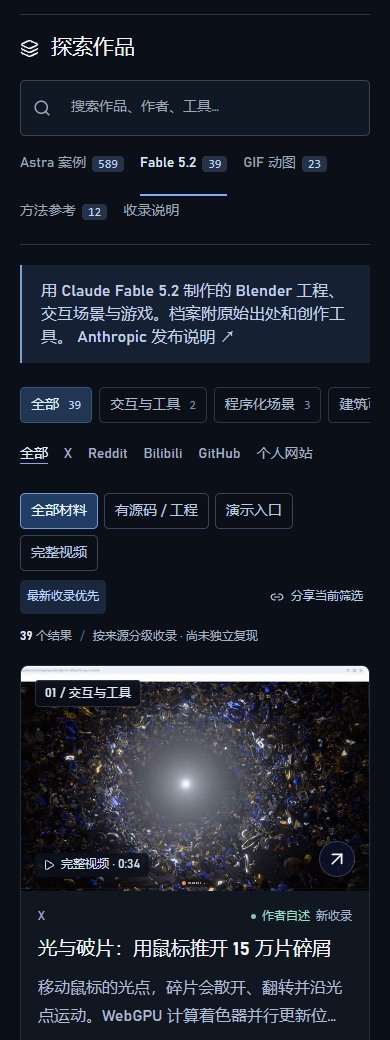 探索作品
搜索作品、作者、工具...
Astra 案例 589 Fable 5.2 39 GIF 动图 23
方法参考 12 收录说明
用 Claude Fable 5.2 制作的 Blender 工程、
交互场景与游戏。档案附原始出处和创作工
具。 Anthropic 发布说明 ↗
全部 39 交互与工具 2 程序化场景 3 建筑
全部 X Reddit Bilibili GitHub 个人网站
全部材料 有源码 / 工程 演示入口
完整视频
最新收录优先 分享当前筛选
39 个结果 / 按来源分级收录 · 尚未独立复现
01 / 交互与工具
完整视频 · 0:34
X 作者自述 新收录
光与破片：用鼠标推开 15 万片碎屑
移动鼠标的光点，碎片会散开、翻转并沿光
点运动。WebGPU 计算着色器并行更新位...